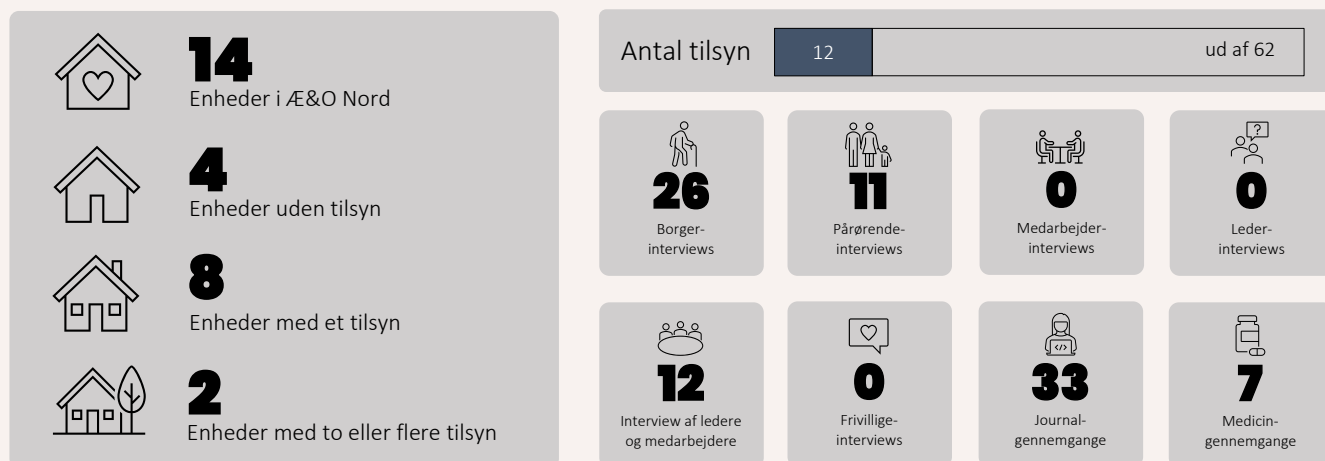 14
Enheder i Æ&O Nord
4
Enheder uden tilsyn
8
Enheder med et tilsyn
2
Enheder med to eller flere tilsyn
Antal tilsyn
12
ud af 62
26
Borger-
interviews
11
Pårørende-
interviews
0
Medarbejder-
interviews
?
0
Leder-
interviews
12
Interview af ledere
og medarbejdere
0
Frivillige-
interviews
</>
33
Journal-
gennemgange
7
Medicin-
gennemgange